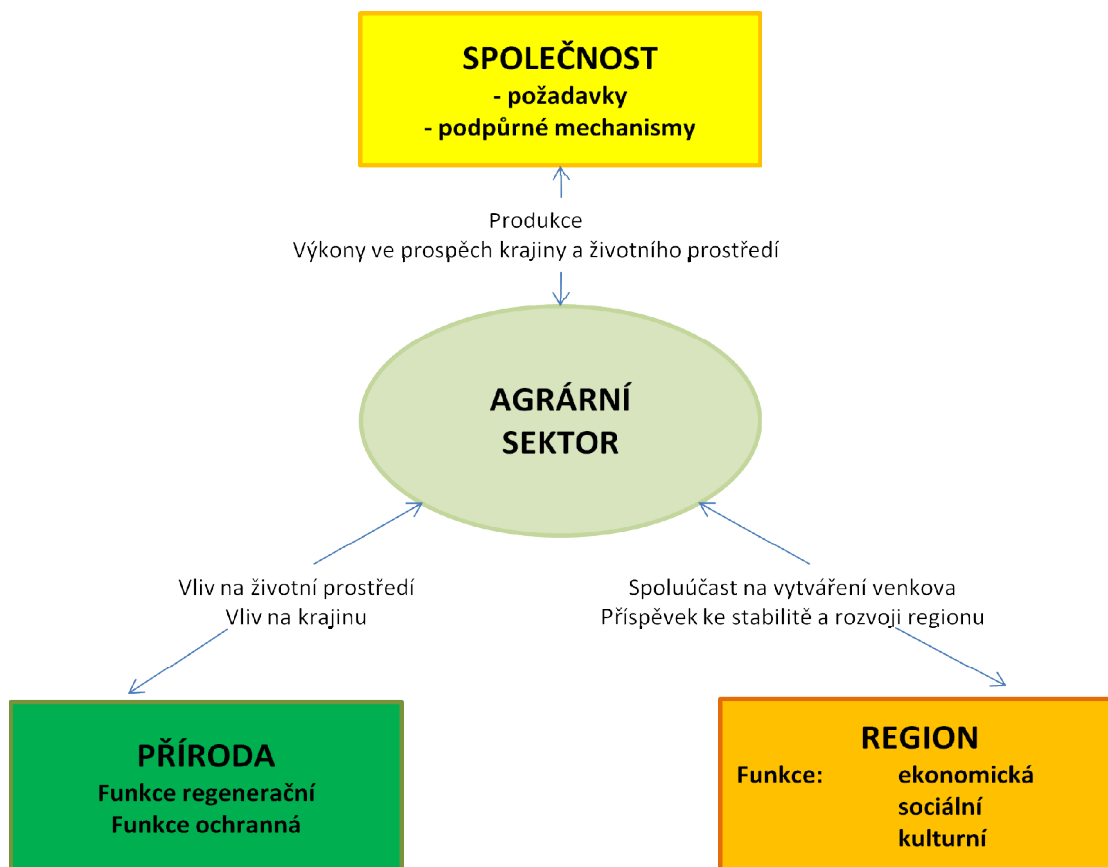 SPOLEČNOST
- požadavky
- podpůrné mechanismy
Produkce
Výkony ve prospěch krajiny a životního prostředí
AGRÁRNÍ
SEKTOR
Vliv na životní prostředí
Vliv na krajinu
Spoluúčast na vytváření venkova
Příspěvek ke stabilitě a rozvoji regionu
PŘÍRODA
Funkce regenerační
Funkce ochranná
REGION
Funkce: ekonomická
sociální
kulturní